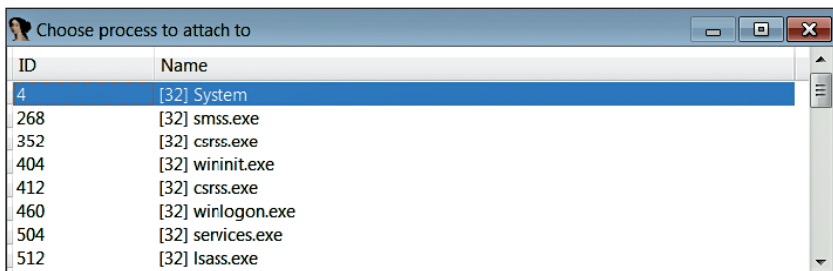 Choose process to attach to
ID Name
4 [32] System
268 [32] smss.exe
352 [32] csrss.exe
404 [32] wininit.exe
412 [32] csrss.exe
460 [32] winlogon.exe
504 [32] services.exe
512 [32] lsass.exe